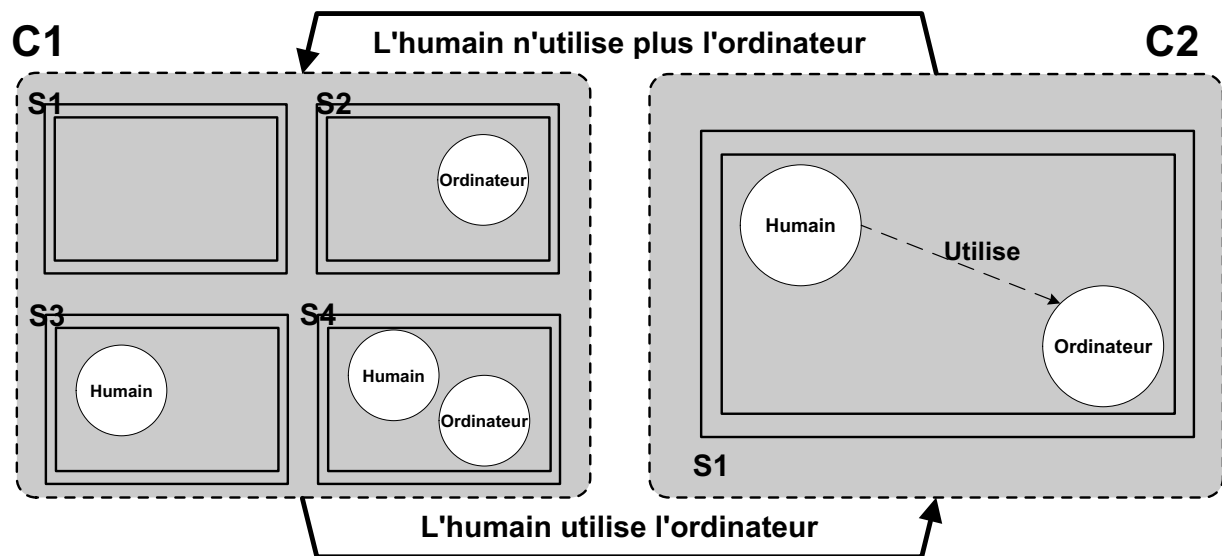 L'humain n'utilise plus l'ordinateur
C1
C2
S1
S2
Ordinateur
S3
Humain
S4
Humain
Ordinateur
Humain
Utilise
Ordinateur
S1
L'humain utilise l'ordinateur